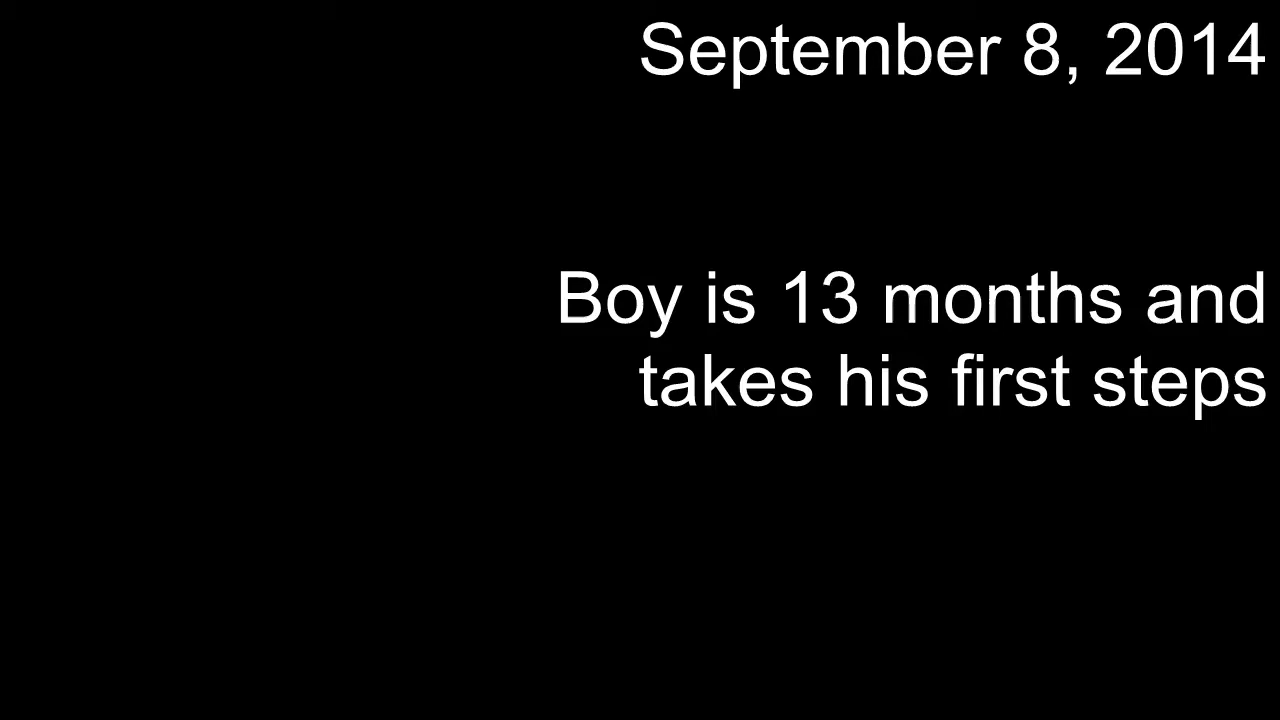 September 8, 2014
Boy is 13 months and
takes his first steps